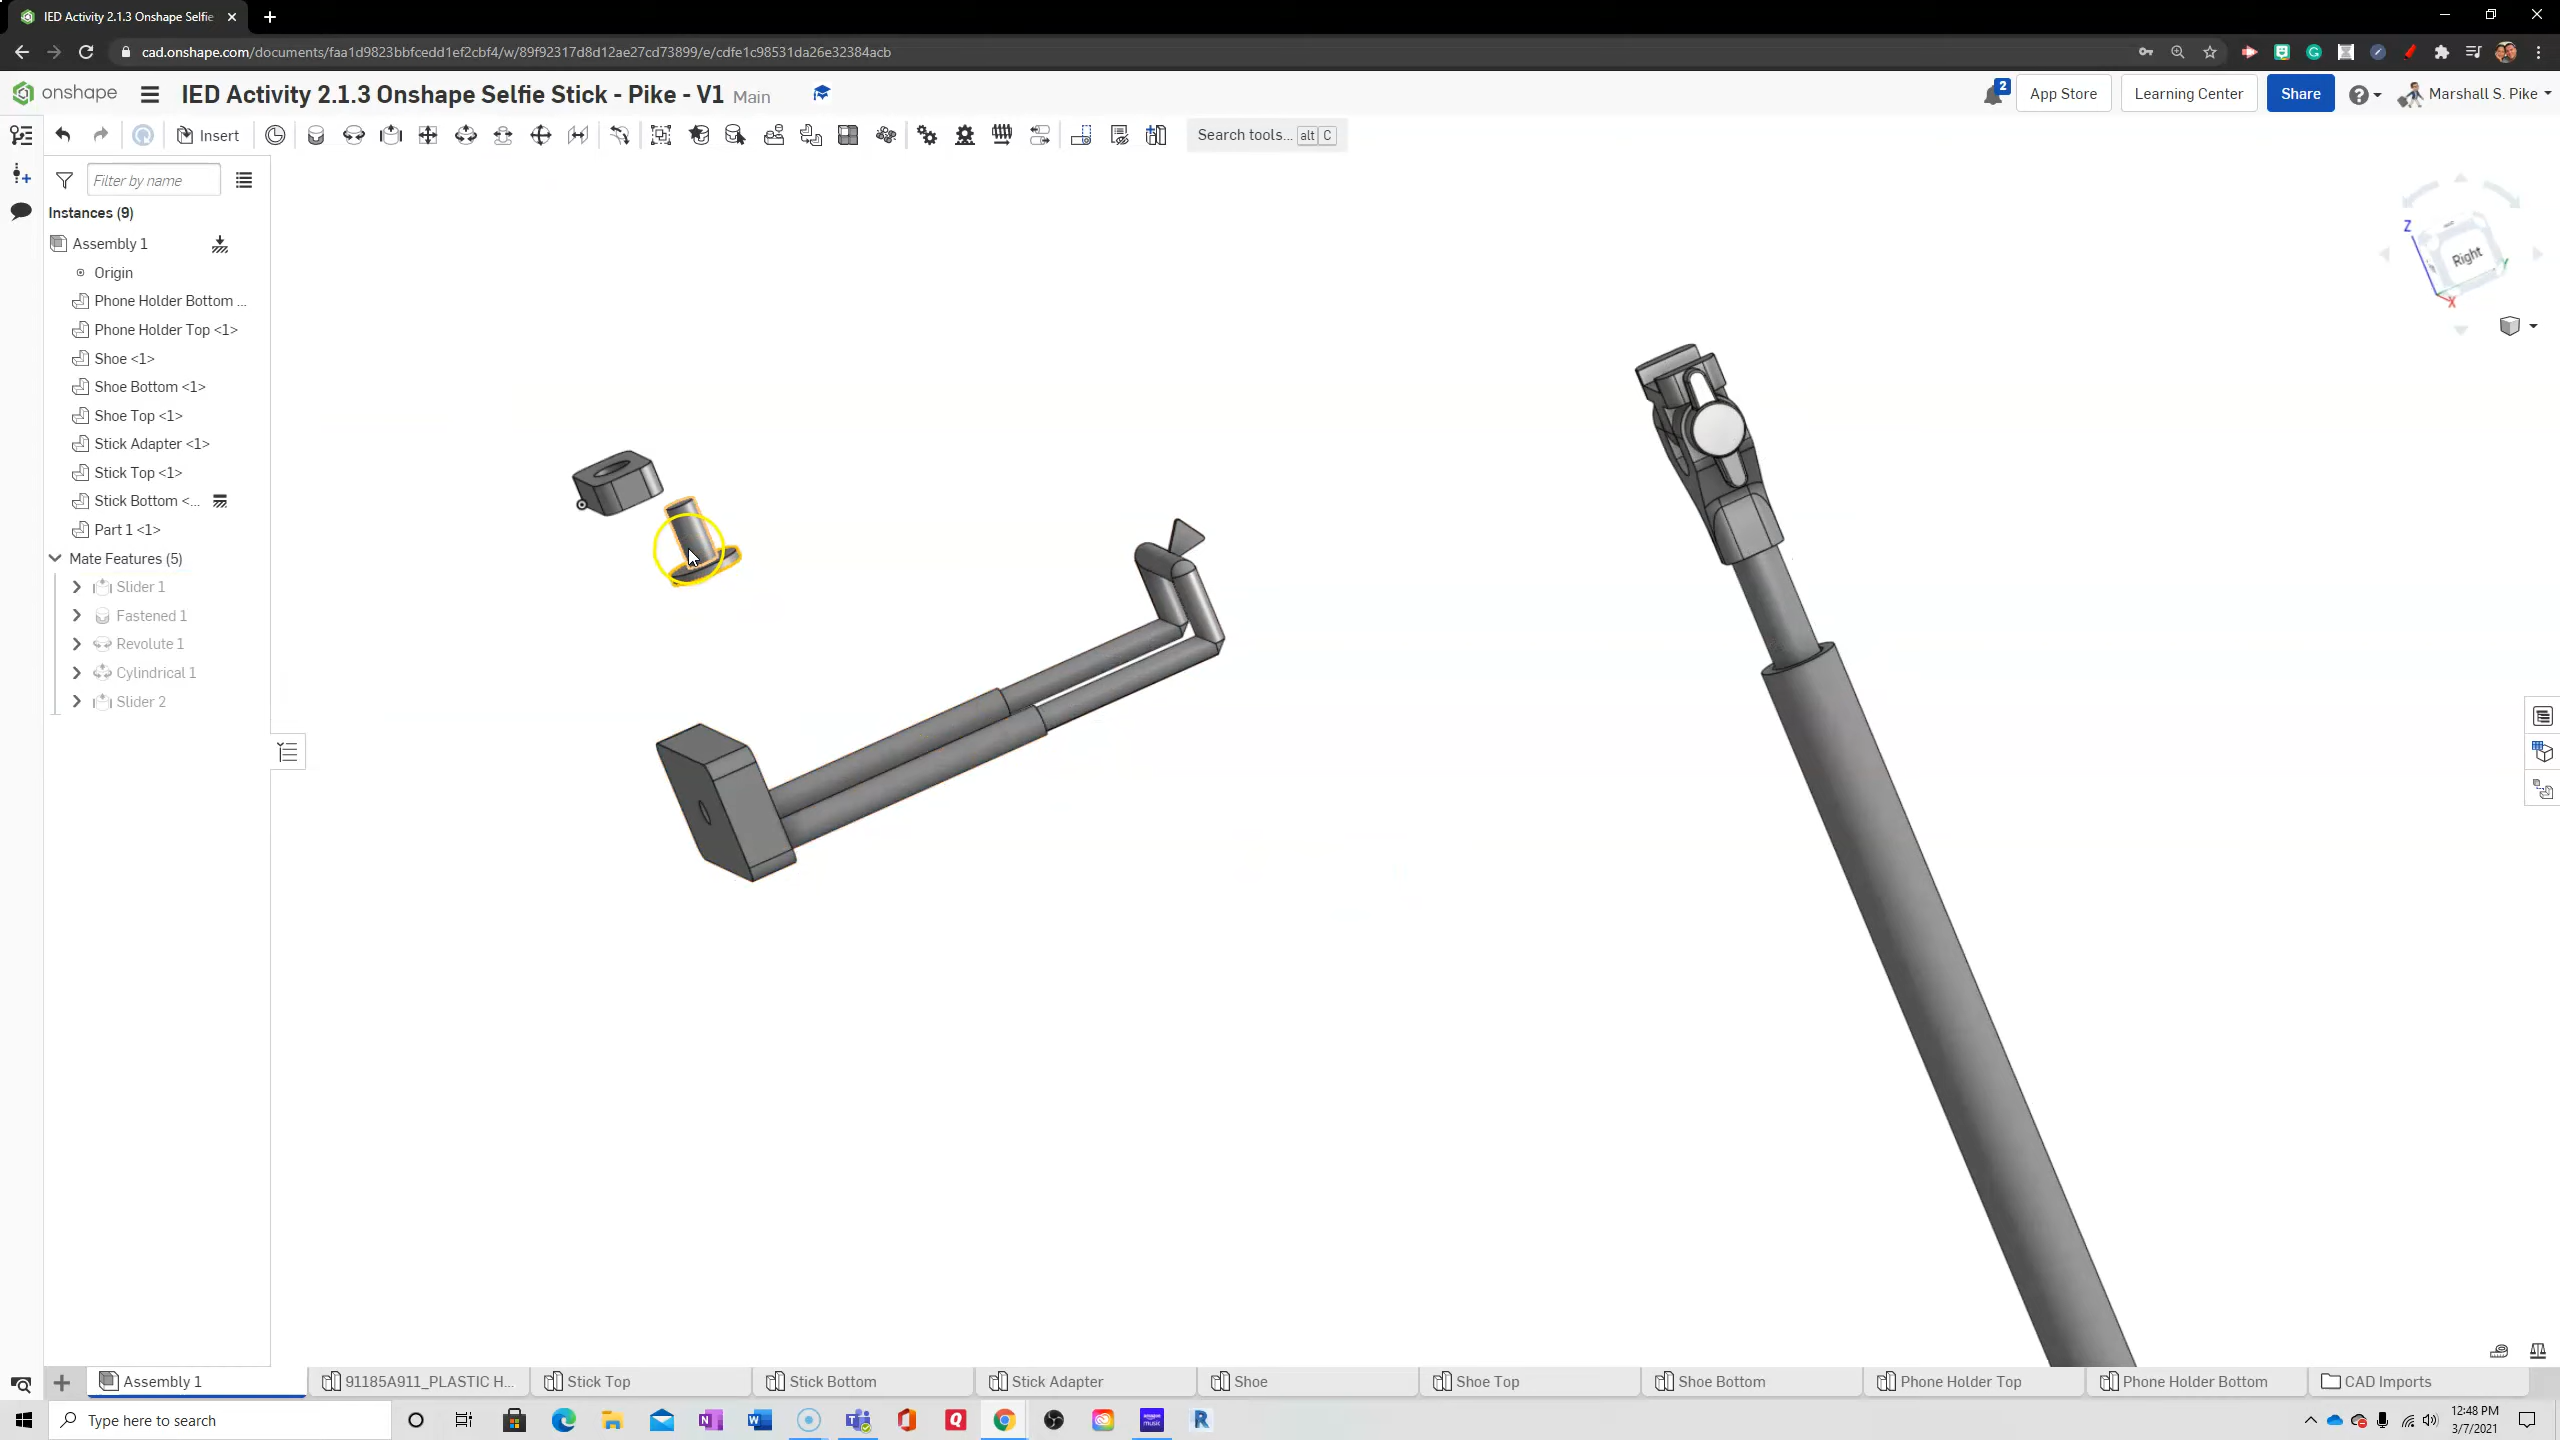 IED Activity 2.1.3 Onshape Selfie
cad.onshape.com/documents/faa1d9823bbfcedd1ef2cbf4/w/89f92317d8d12ae27cd73899/e/cdfe1c98531da26e32384acb
onshape IED Activity 2.1.3 Onshape Selfie Stick - Pike - V1 Main 2 App Store Learning Center Share Marshall S. Pike
Insert Search tools... alt C
Filter by name
Instances (9)
Assembly 1
Origin
Phone Holder Bottom ...
Phone Holder Top <1>
Shoe <1>
Shoe Bottom <1>
Shoe Top <1>
Stick Adapter <1>
Stick Top <1>
Stick Bottom <...
Part 1 <1>
Mate Features (5)
Slider 1
Fastened 1
Revolute 1
Cylindrical 1
Slider 2
Z
Right
Y
X
Assembly 1 91185A911_PLASTIC H... Stick Top Stick Bottom Stick Adapter Shoe Shoe Top Shoe Bottom Phone Holder Top Phone Holder Bottom CAD Imports
Type here to search
12:48 PM
3/7/2021